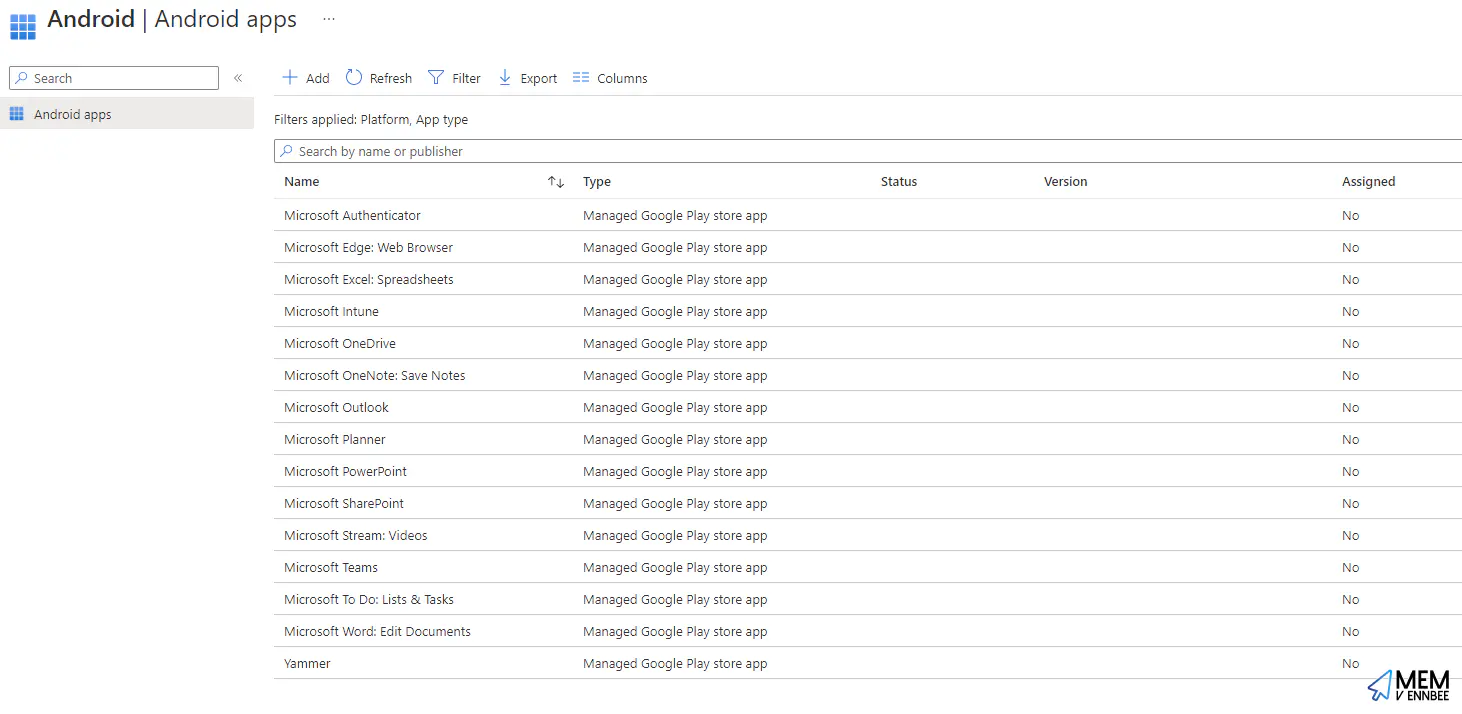 Android | Android apps ...
Search «
Android apps
Add Refresh Filter Export Columns
Filters applied: Platform, App type
Search by name or publisher
Name Type Status Version Assigned
Microsoft Authenticator Managed Google Play store app No
Microsoft Edge: Web Browser Managed Google Play store app No
Microsoft Excel: Spreadsheets Managed Google Play store app No
Microsoft Intune Managed Google Play store app No
Microsoft OneDrive Managed Google Play store app No
Microsoft OneNote: Save Notes Managed Google Play store app No
Microsoft Outlook Managed Google Play store app No
Microsoft Planner Managed Google Play store app No
Microsoft PowerPoint Managed Google Play store app No
Microsoft SharePoint Managed Google Play store app No
Microsoft Stream: Videos Managed Google Play store app No
Microsoft Teams Managed Google Play store app No
Microsoft To Do: Lists & Tasks Managed Google Play store app No
Microsoft Word: Edit Documents Managed Google Play store app No
Yammer Managed Google Play store app No
MEM
V ENNBEE